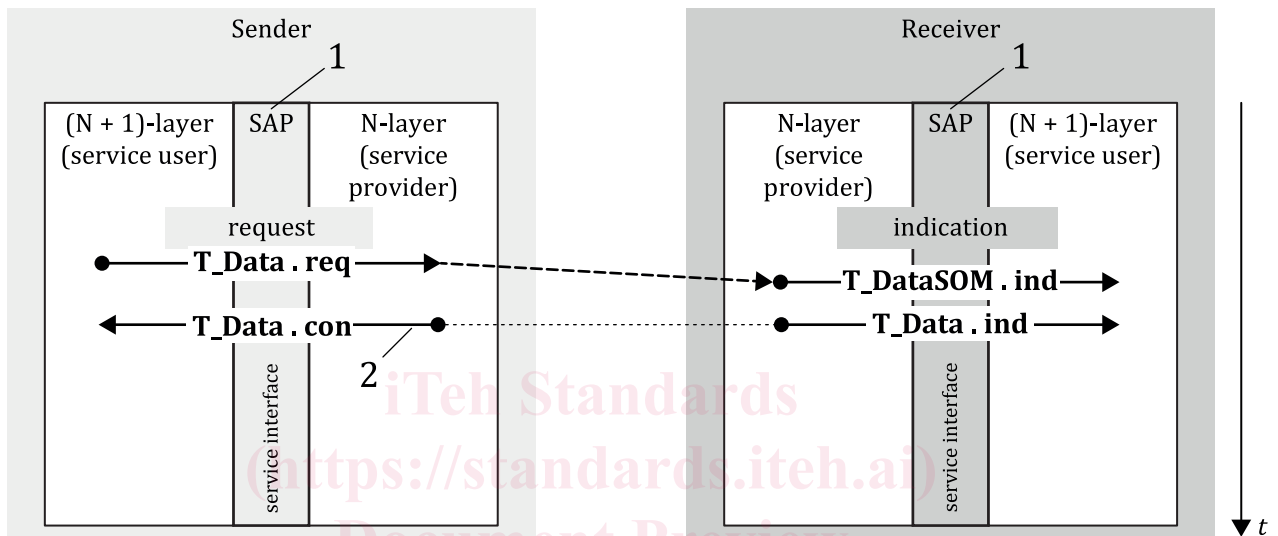 Sender
Receiver
1
1
(N + 1)-layer
(service user)
SAP
N-layer
(service
provider)
N-layer
(service
provider)
SAP
(N + 1)-layer
(service user)
request
indication
T_Data . req
T_DataSOM . ind
T_Data . con
T_Data . ind
2
service interface
service interface
iTeh Standards
(https://standards.iteh.ai)
Document Preview
t